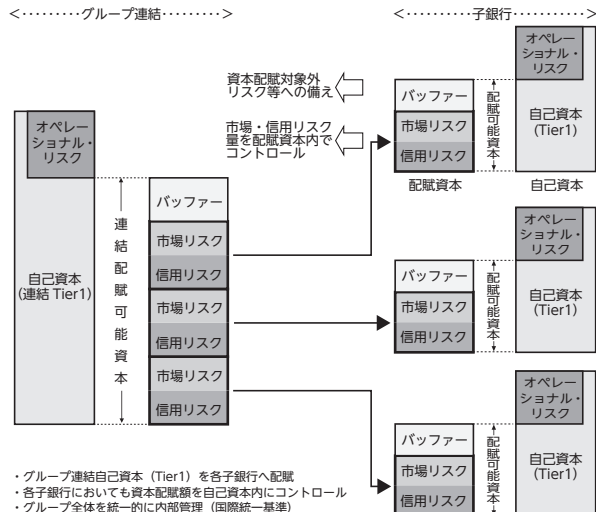 <・・・・・・・・・グループ連結・・・・・・・・・>
<・・・・・・・・・・・子銀行・・・・・・・・・・・>
自己資本
(連結 Tier1)
オペレー
ショナル・
リスク
連結配賦可能資本
バッファー
市場リスク
信用リスク
市場リスク
信用リスク
市場リスク
信用リスク
資本配賦対象外
リスク等への備え
市場・信用リスク
量を配賦資本内で
コントロール
バッファー
市場リスク
信用リスク
配賦資本
配賦可能資本
オペレー
ショナル・
リスク
自己資本
(Tier1)
自己資本
バッファー
市場リスク
信用リスク
配賦可能資本
オペレー
ショナル・
リスク
自己資本
(Tier1)
バッファー
市場リスク
信用リスク
配賦可能資本
オペレー
ショナル・
リスク
自己資本
(Tier1)
・グループ連結自己資本（Tier1）を各子銀行へ配賦
・各子銀行においても資本配賦額を自己資本内にコントロール
・グループ全体を統一的に内部管理（国際統一基準）